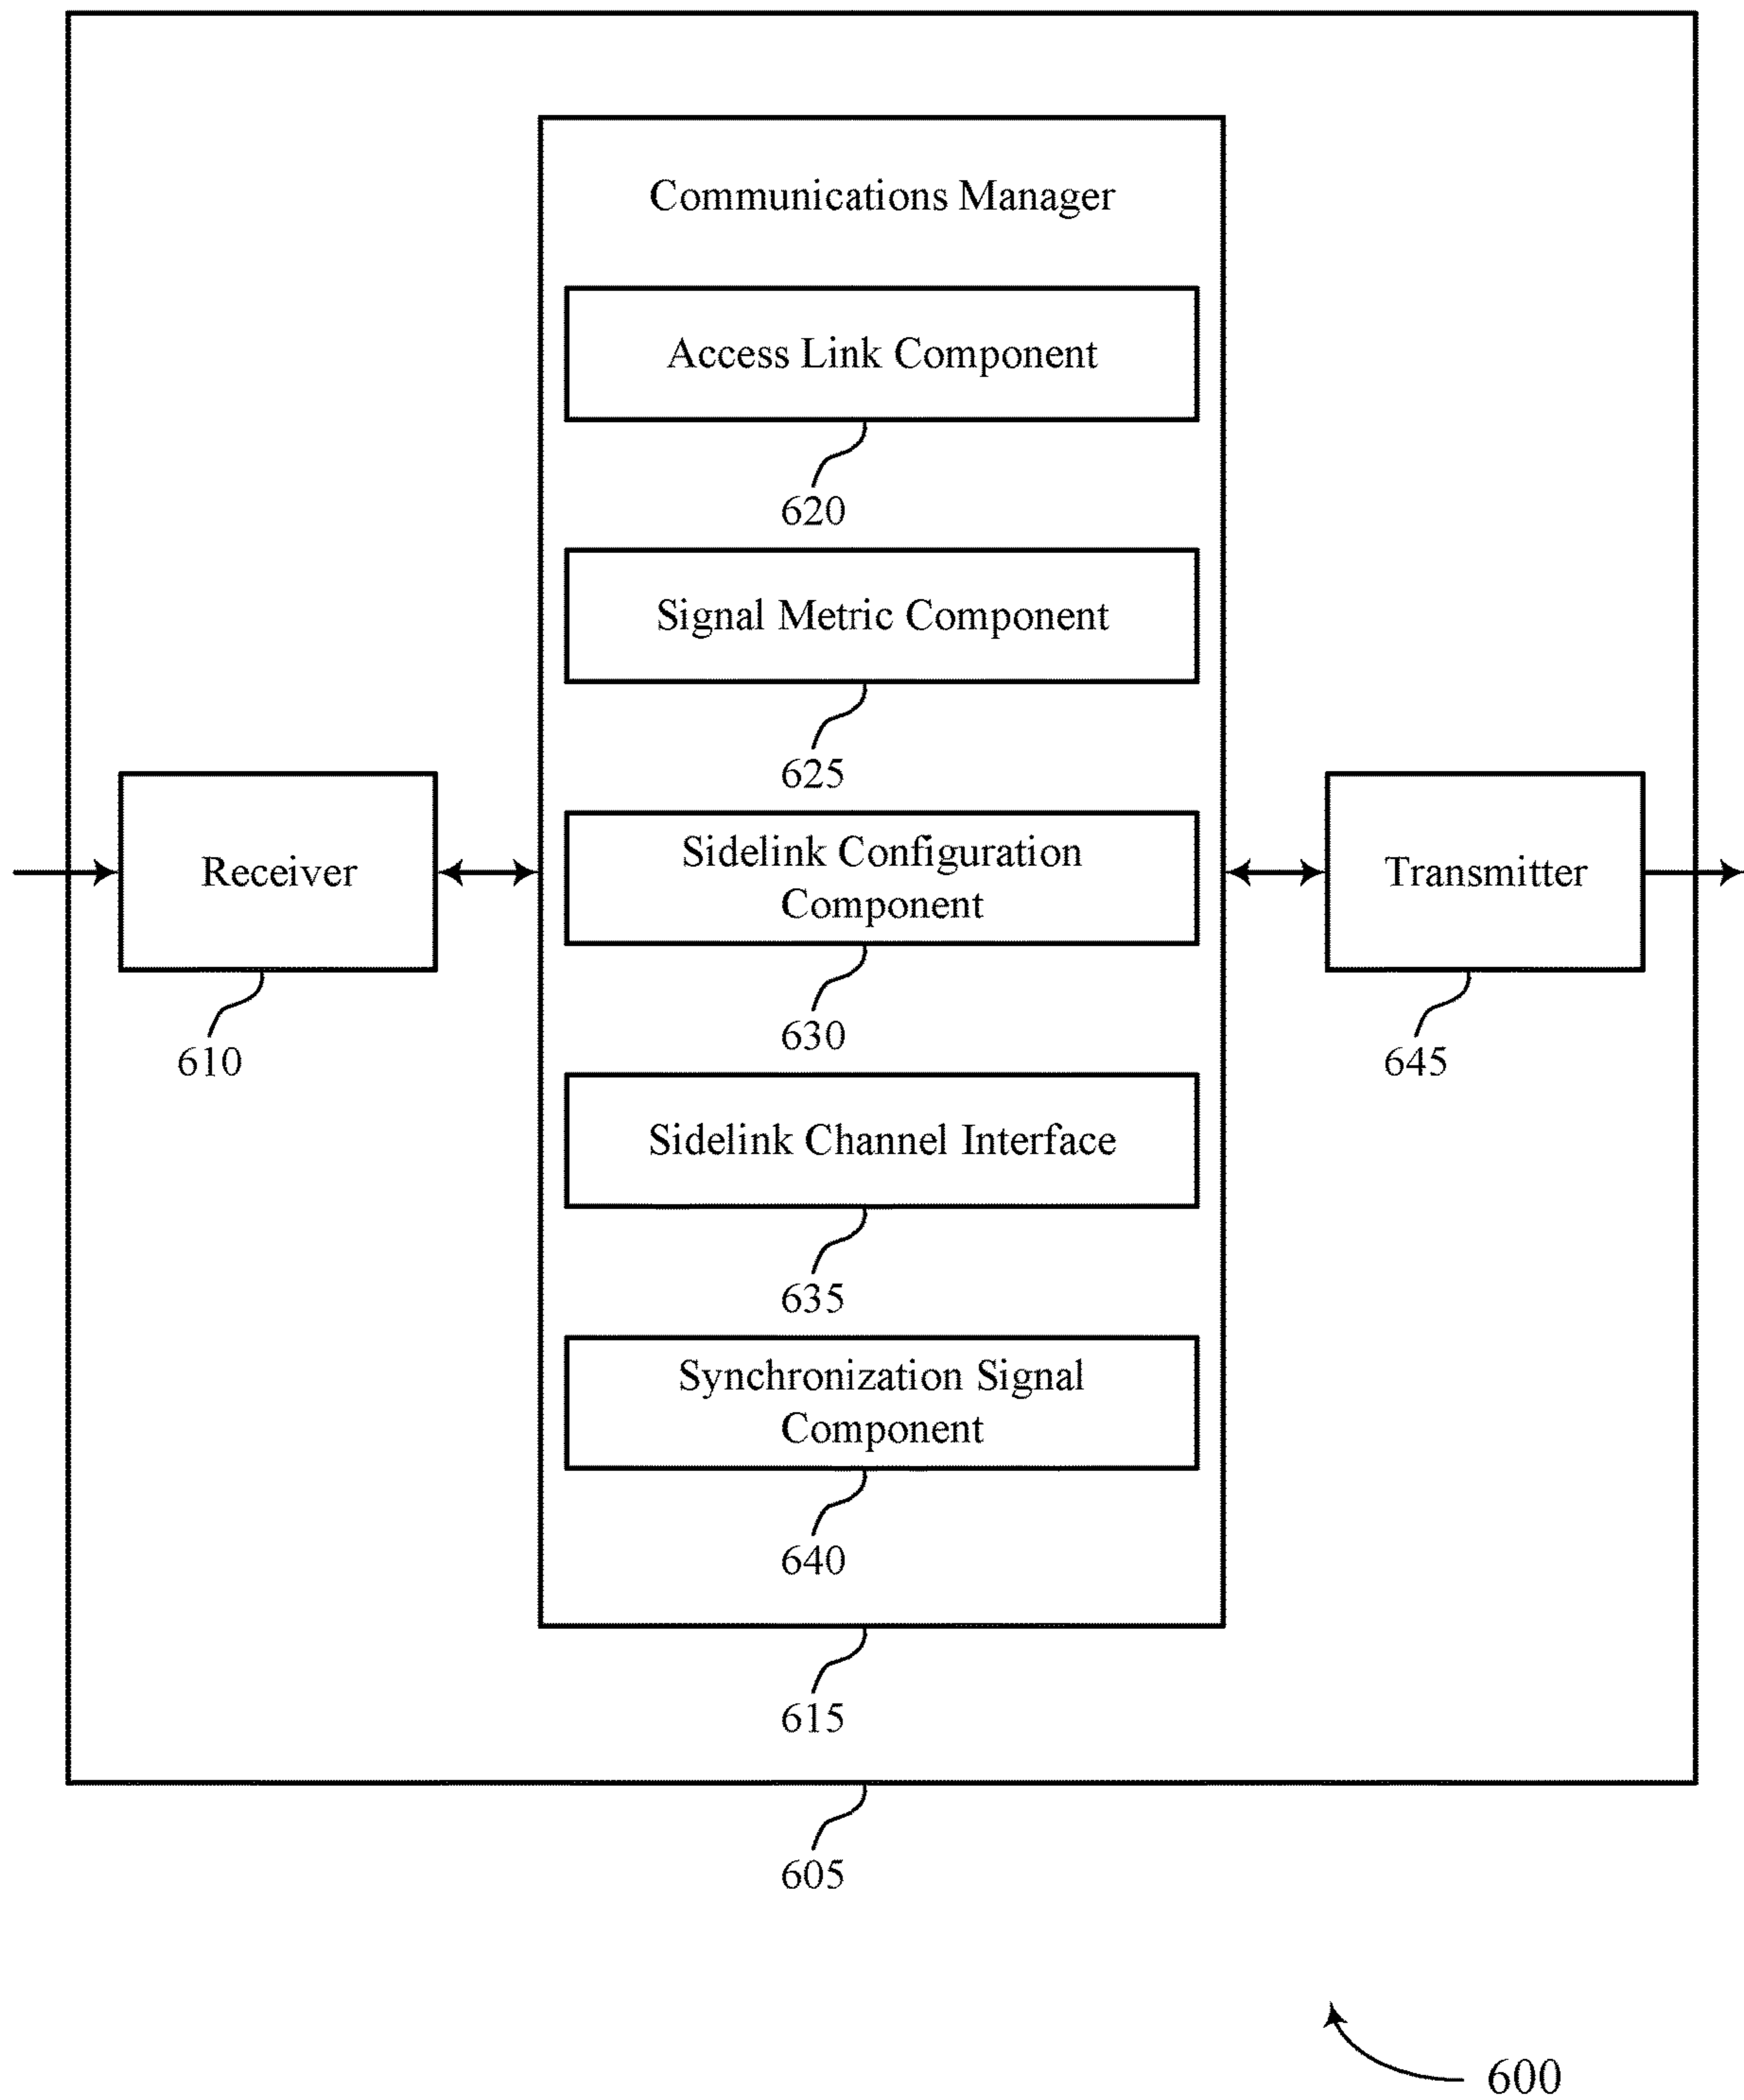 Communications Manager
Access Link Component
620
Signal Metric Component
625
Receiver
610
Sidelink Configuration
Component
630
Transmitter
645
Sidelink Channel Interface
635
Synchronization Signal
Component
640
615
605
600